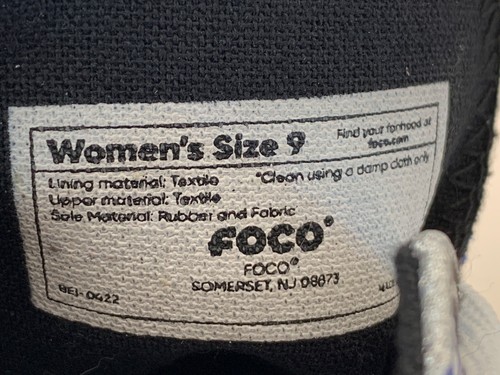 Women's Size 9
Find your fanhood at
foco.com
Lining material: Textile
*Clean using a damp cloth only
Upper material: Textile
Sole Material: Rubber and Fabric
FOCO®
FOCO®
SOMERSET, NJ 08873
BEI-0422